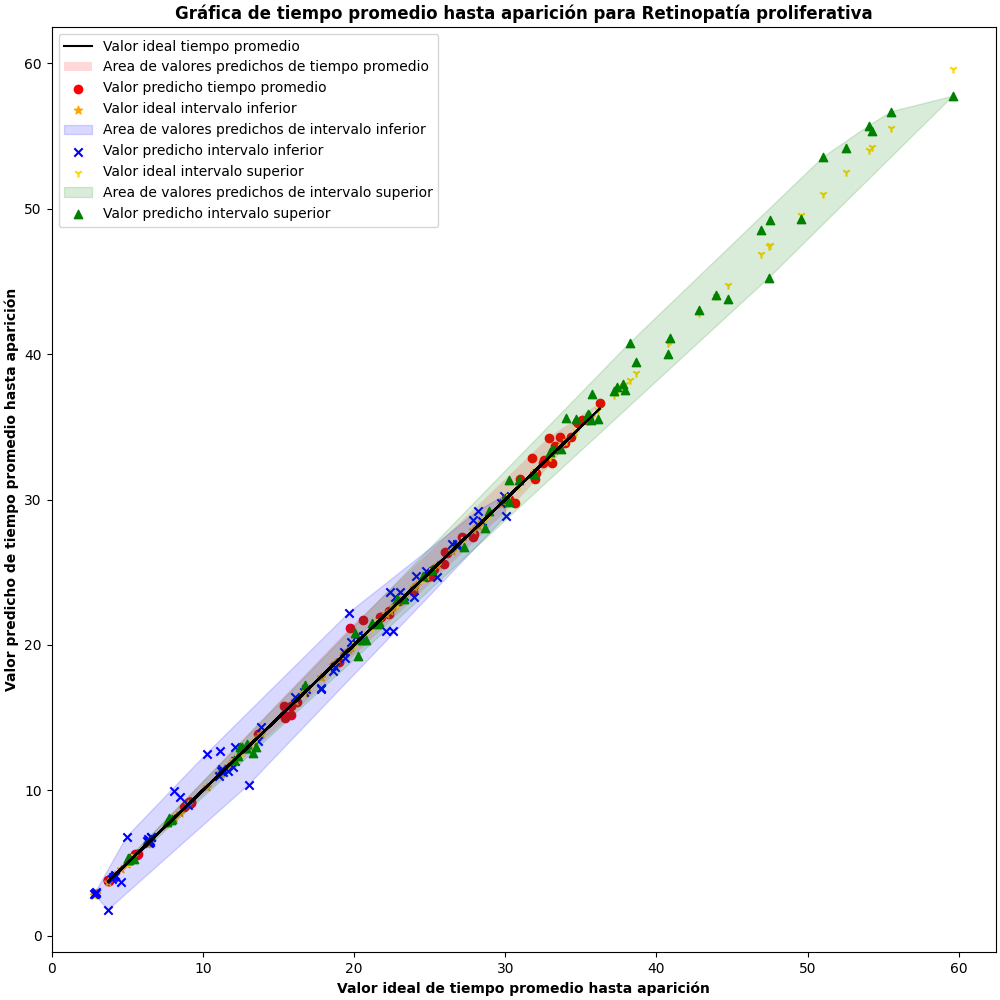 Gráfica de tiempo promedio hasta aparición para Retinopatía proliferativa
Valor ideal tiempo promedio
Area de valores predichos de tiempo promedio
Valor predicho tiempo promedio
Valor ideal intervalo inferior
Area de valores predichos de intervalo inferior
Valor predicho intervalo inferior
Valor ideal intervalo superior
Area de valores predichos de intervalo superior
Valor predicho intervalo superior
Valor predicho de tiempo promedio hasta aparición
60
50
40
30
20
10
0
0 10 20 30 40 50 60
Valor ideal de tiempo promedio hasta aparición